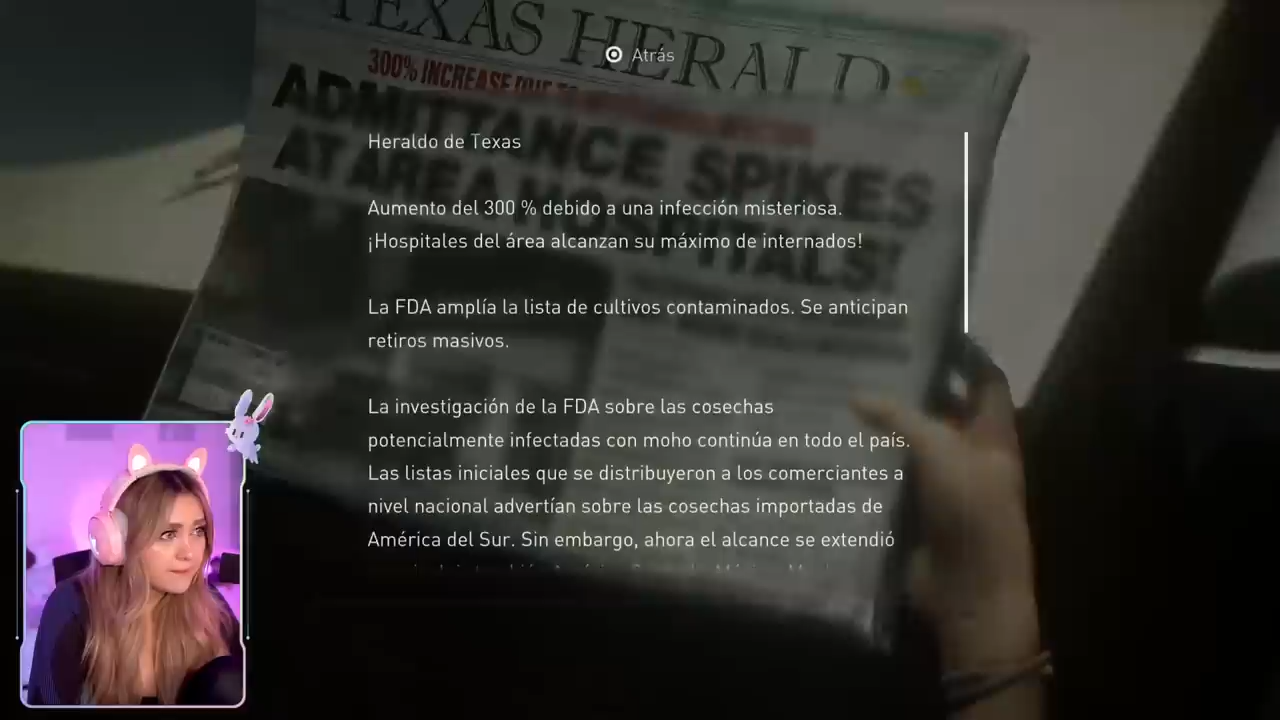 TEXAS HERALD
Atrás
300% INCREASE DUE TO
ADMITTANCE SPIKES
AT AREA HOSPITALS!
Heraldo de Texas
Aumento del 300 % debido a una infección misteriosa.
¡Hospitales del área alcanzan su máximo de internados!
La FDA amplía la lista de cultivos contaminados. Se anticipan
retiros masivos.
La investigación de la FDA sobre las cosechas
potencialmente infectadas con moho continúa en todo el país.
Las listas iniciales que se distribuyeron a los comerciantes a
nivel nacional advertían sobre las cosechas importadas de
América del Sur. Sin embargo, ahora el alcance se extendió